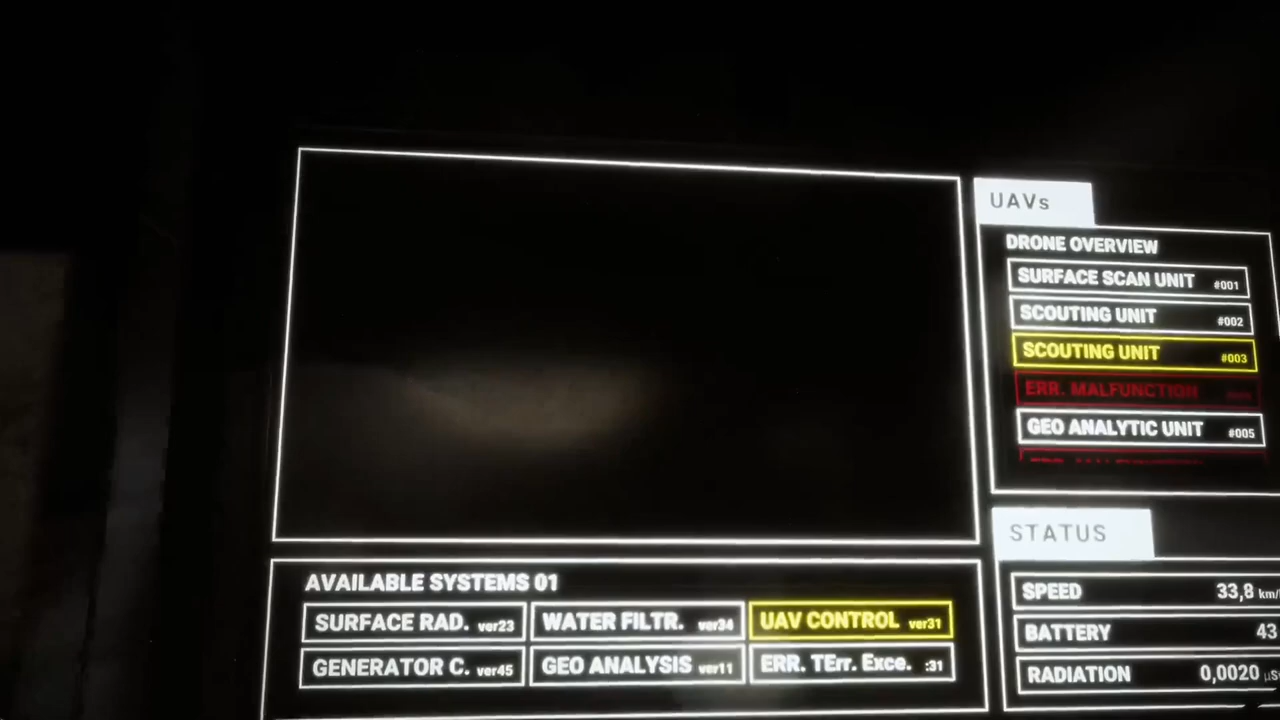 UAVs
DRONE OVERVIEW
SURFACE SCAN UNIT #001
SCOUTING UNIT #002
SCOUTING UNIT #003
ERR. MALFUNCTION
GEO ANALYTIC UNIT #005
STATUS
SPEED 33,8 km/
BATTERY 43
RADIATION 0,0020 µS
AVAILABLE SYSTEMS 01
SURFACE RAD. ver23
WATER FILTR. ver34
UAV CONTROL ver31
GENERATOR C. ver45
GEO ANALYSIS ver11
ERR. TErr. Exce. :31